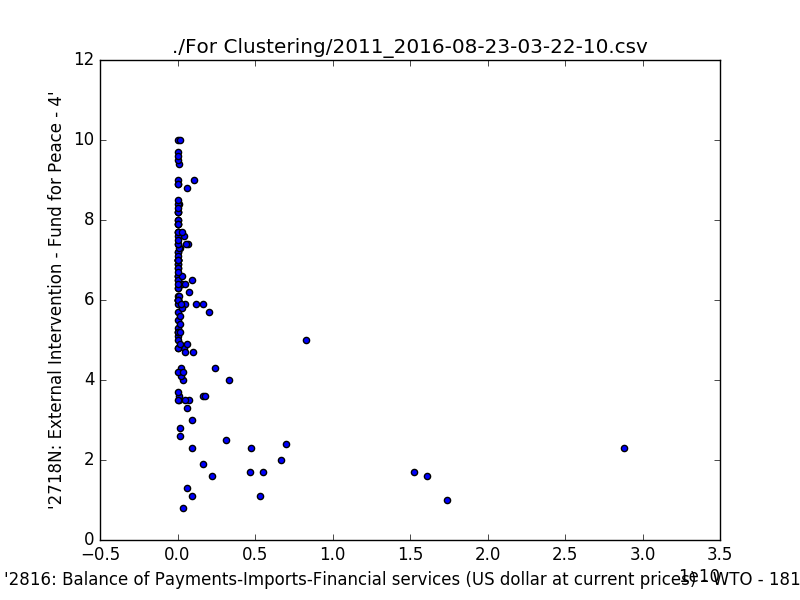 ./For Clustering/2011_2016-08-23-03-22-10.csv
'2718N: External Intervention - Fund for Peace - 4'
12
10
8
6
4
2
0
−0.5 0.0 0.5 1.0 1.5 2.0 2.5 3.0 3.5
1e10
'2816: Balance of Payments-Imports-Financial services (US dollar at current prices) - WTO - 181